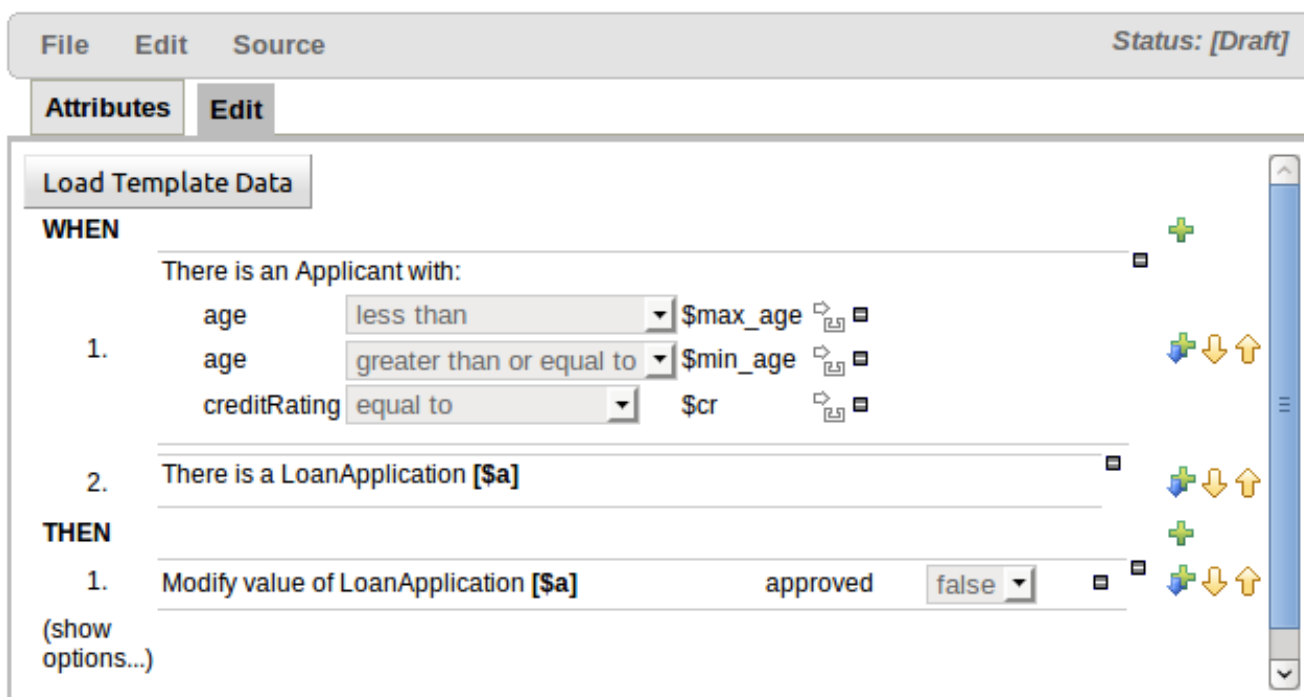 File Edit Source Status: [Draft]
Attributes Edit
Load Template Data
WHEN
There is an Applicant with:
age less than $max_age
1.
age greater than or equal to $min_age
creditRating equal to $cr
2. There is a LoanApplication [$a]
THEN
1. Modify value of LoanApplication [$a] approved false
(show
options...)